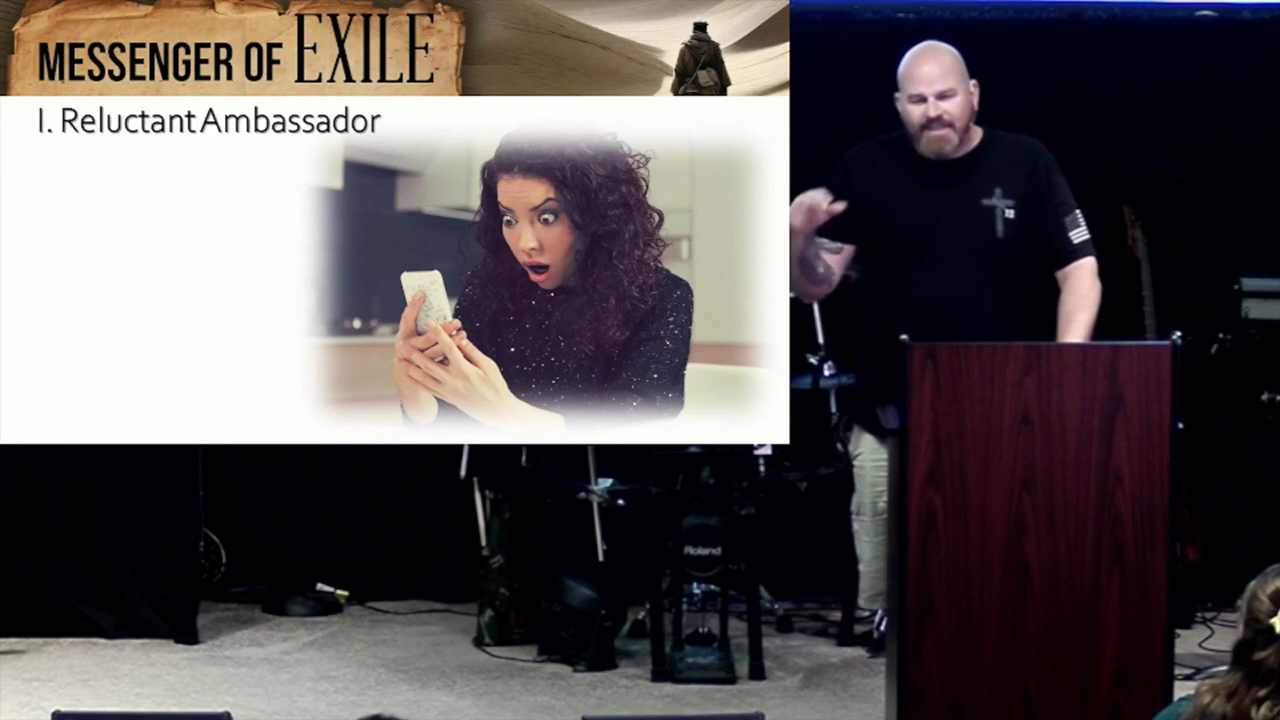 MESSENGER OF EXILE
I. Reluctant Ambassador
Roland